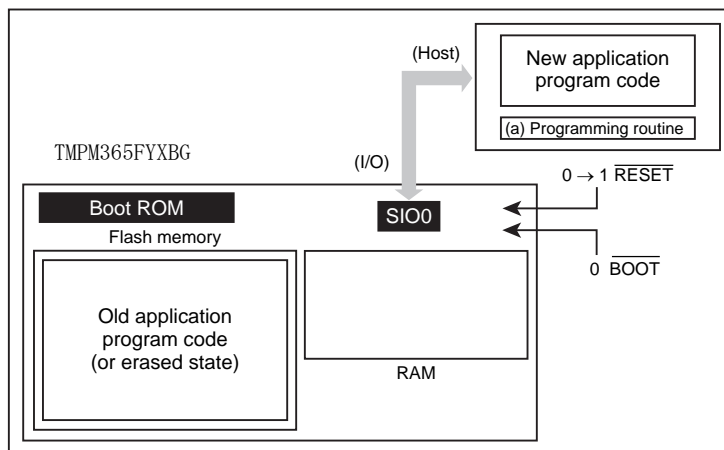 (Host)
New application
program code
(a) Programming routine
TMPM365FYXBG
(I/O)
0 → 1 RESET
Boot ROM
SIO0
Flash memory
0 BOOT
Old application
program code
(or erased state)
RAM